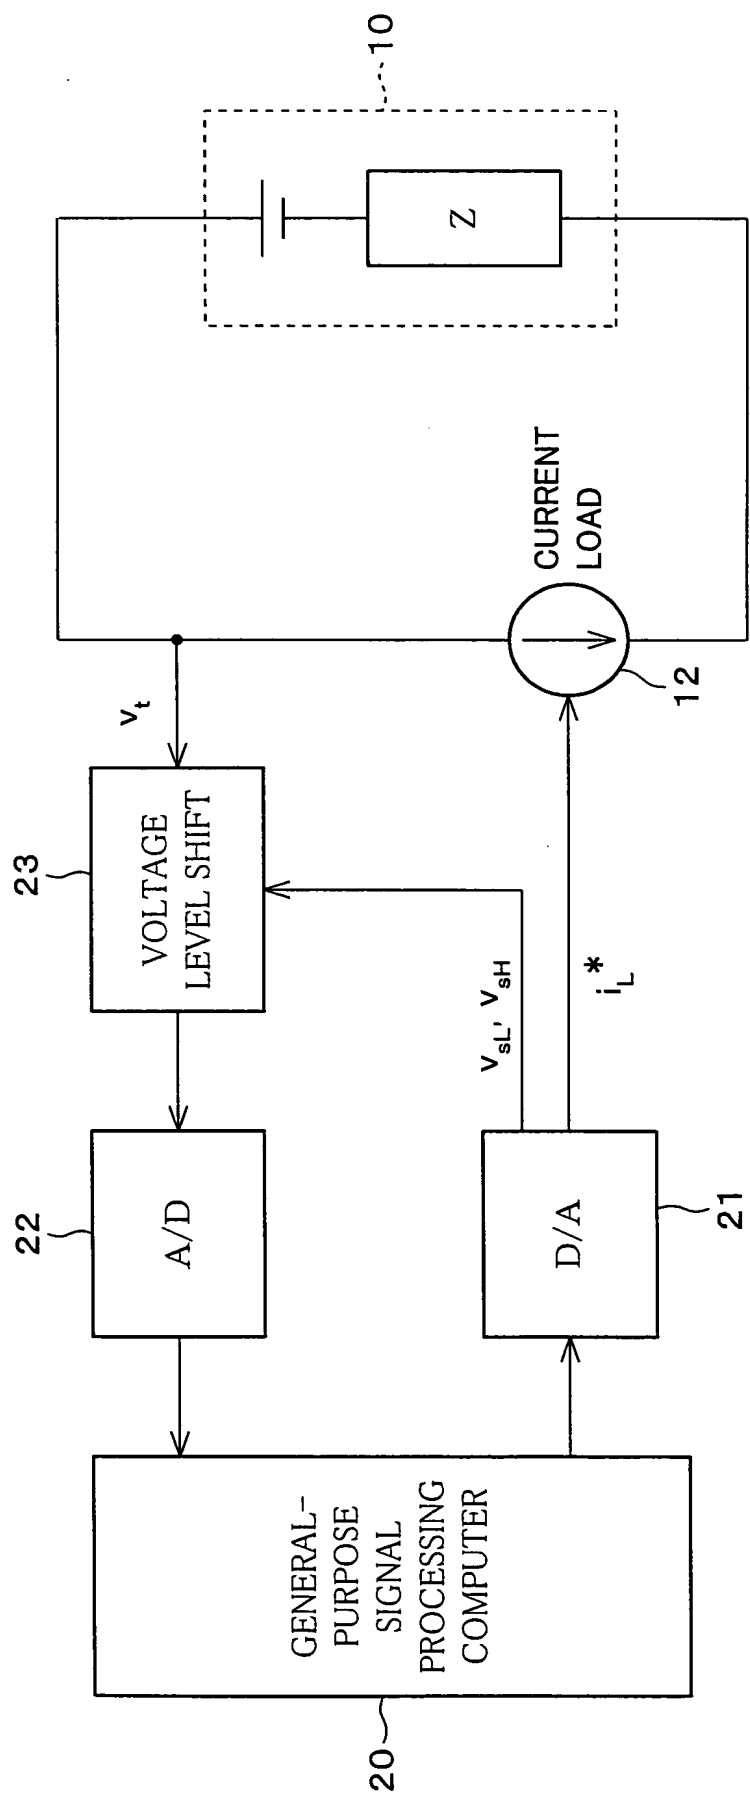 10
Z
CURRENT
LOAD
12
v_t
23
VOLTAGE
LEVEL SHIFT
v_sL, v_sH
i_L*
22
A/D
21
D/A
GENERAL-
PURPOSE
SIGNAL
PROCESSING
COMPUTER
20